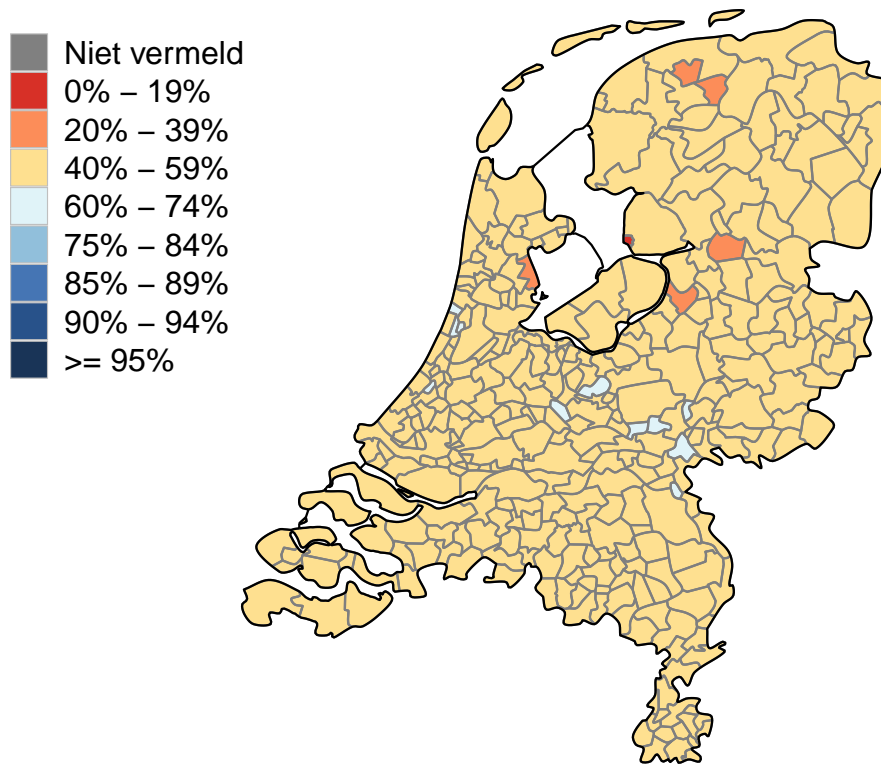 Niet vermeld
0% – 19%
20% – 39%
40% – 59%
60% – 74%
75% – 84%
85% – 89%
90% – 94%
>= 95%